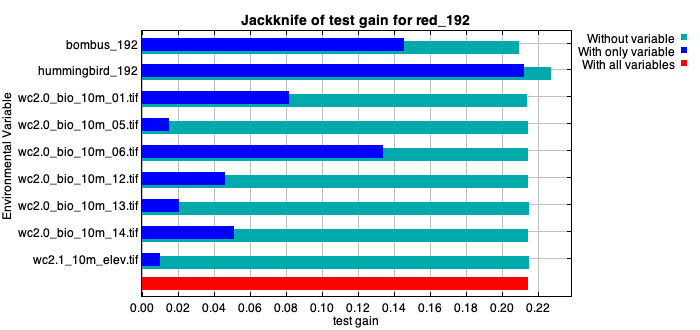 Jackknife of test gain for red_192
Without variable
With only variable
With all variables
Environmental Variable
bombus_192
hummingbird_192
wc2.0_bio_10m_01.tif
wc2.0_bio_10m_05.tif
wc2.0_bio_10m_06.tif
wc2.0_bio_10m_12.tif
wc2.0_bio_10m_13.tif
wc2.0_bio_10m_14.tif
wc2.1_10m_elev.tif
0.00 0.02 0.04 0.06 0.08 0.10 0.12 0.14 0.16 0.18 0.20 0.22
test gain